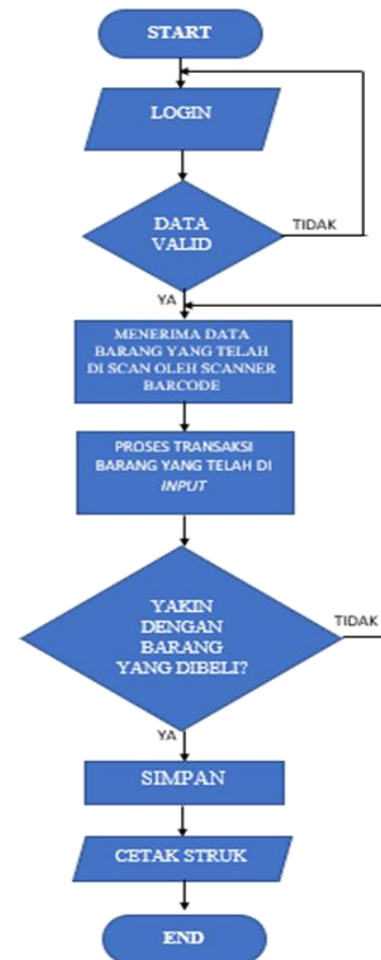 START
LOGIN
DATA
VALID
TIDAK
YA
MENERIMA DATA
BARANG YANG TELAH
DI SCAN OLEH SCANNER
BARCODE
PROSES TRANSAKSI
BARANG YANG TELAH DI
INPUT
YAKIN
DENGAN
BARANG
YANG DIBELI?
TIDAK
YA
SIMPAN
CETAK STRUK
END